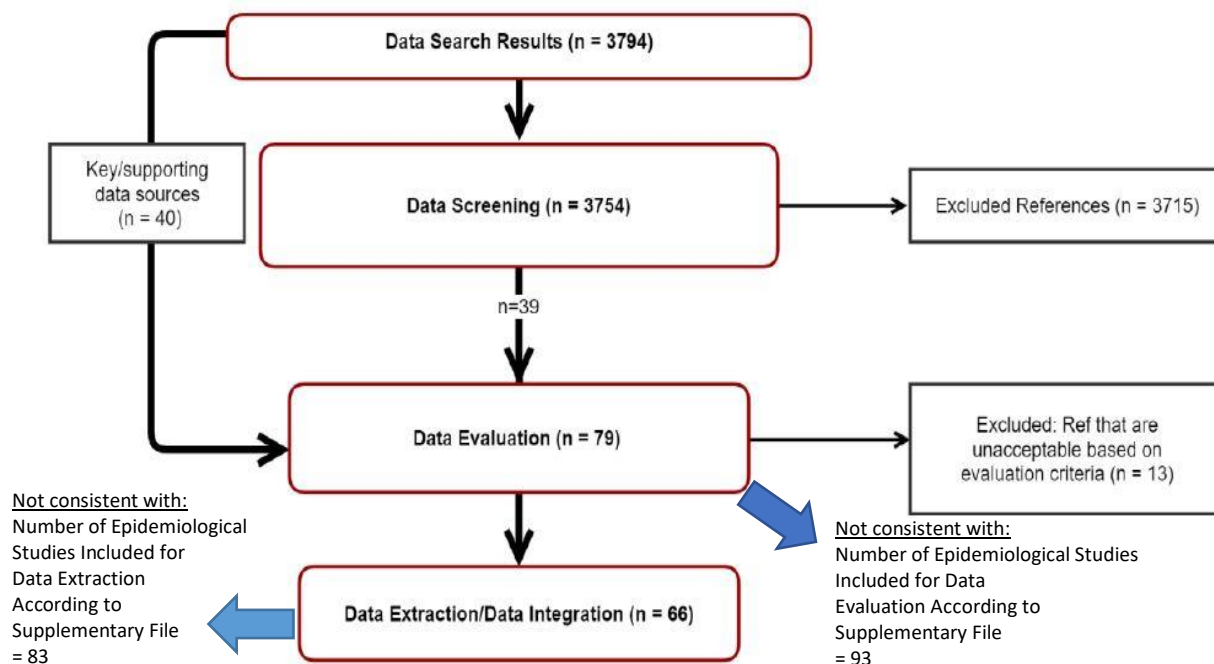 Data Search Results (n = 3794)
Key/supporting
data sources
(n = 40)
Data Screening (n = 3754)
Excluded References (n = 3715)
n=39
Data Evaluation (n = 79)
Excluded: Ref that are
unacceptable based on
evaluation criteria (n = 13)
Not consistent with:
Number of Epidemiological
Studies Included for
Data Extraction
According to
Supplementary File
= 83
Not consistent with:
Number of Epidemiological Studies
Included for Data
Evaluation According to
Supplementary File
= 93
Data Extraction/Data Integration (n = 66)